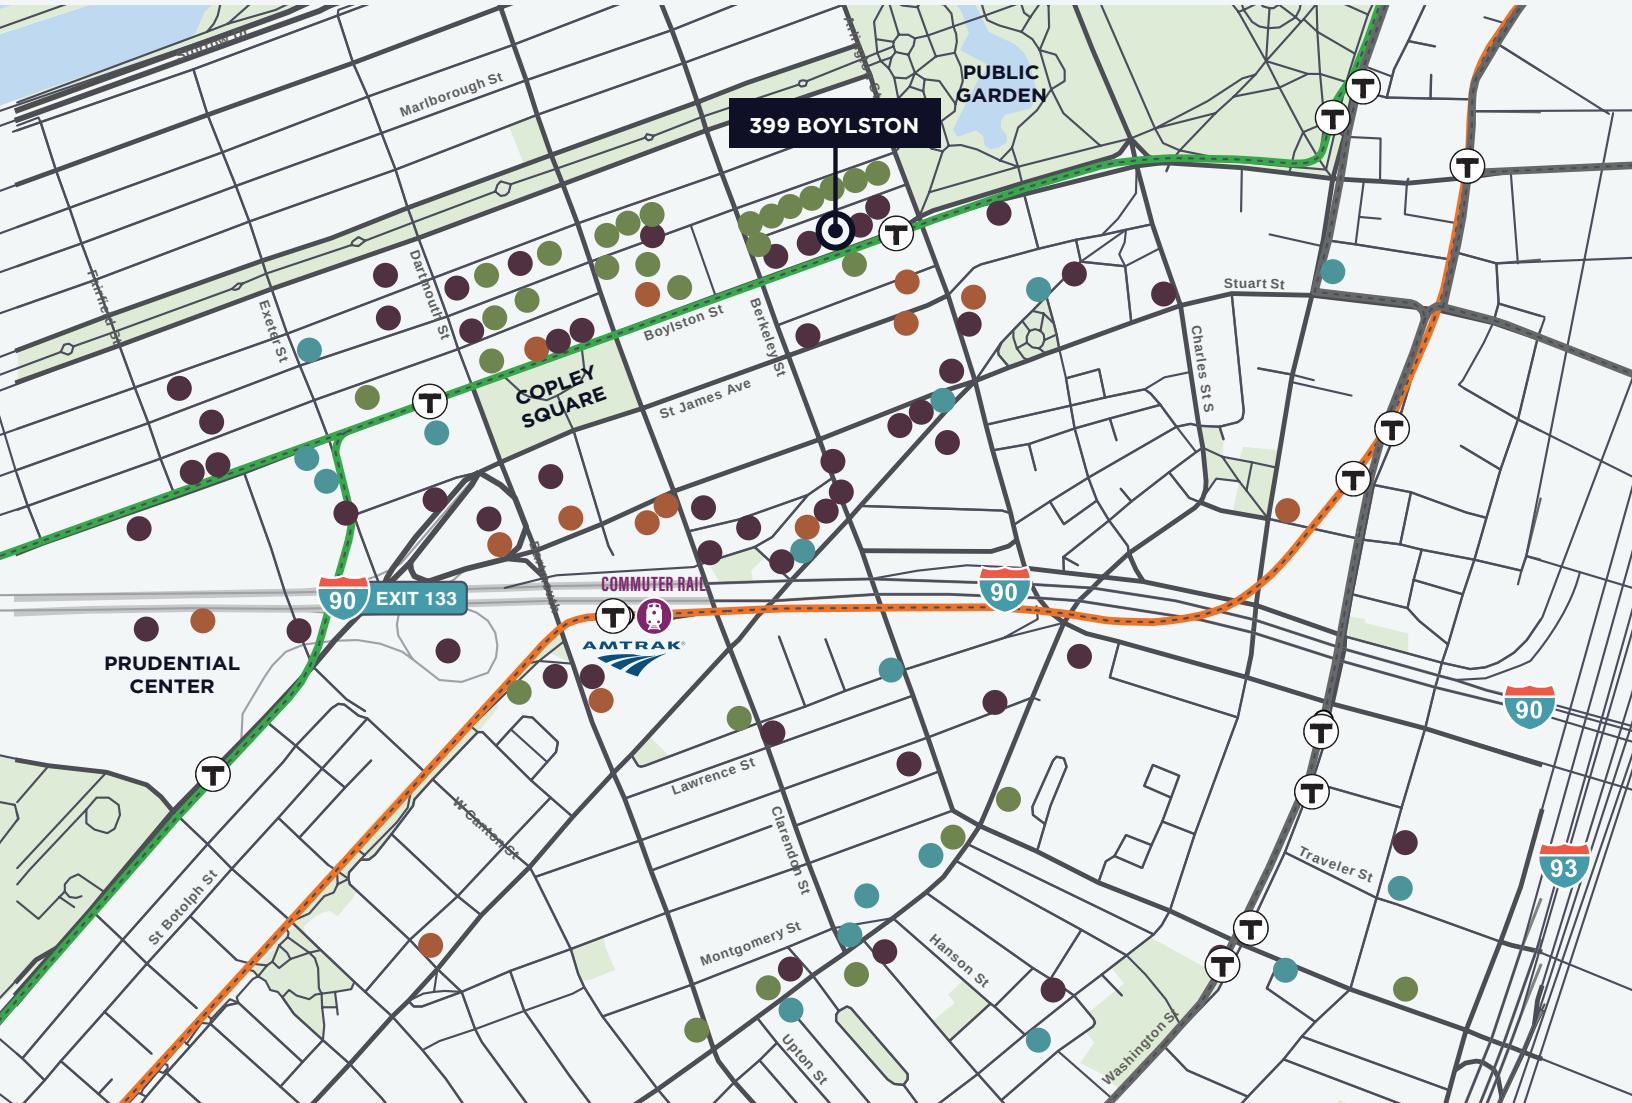 Marlborough St
PUBLIC
GARDEN
399 BOYLSTON
T
T
T
T
Fairfield St
Exeter St
Dartmouth St
Berkeley St
Boylston St
Stuart St
Charles St S
COPLEY
SQUARE
St James Ave
T
T
T
COMMUTER RAIL
90
EXIT 133
90
T
AMTRAK®
PRUDENTIAL
CENTER
90
T
T
T
Lawrence St
W Canton St
Clarendon St
Traveler St
93
St Botolph St
Montgomery St
Hanson St
T
T
Upton St
Washington St